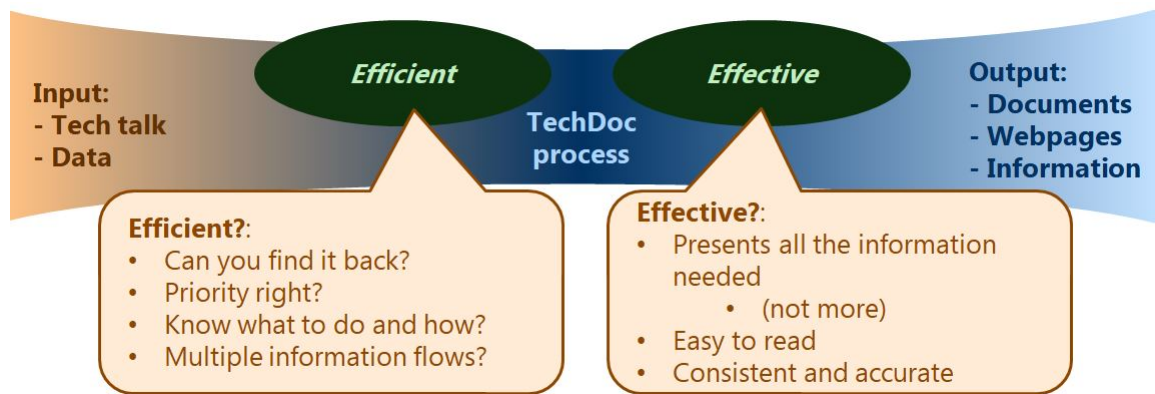 Efficient
Effective
Input:
- Tech talk
- Data
TechDoc
process
Output:
- Documents
- Webpages
- Information
Efficient?:
• Can you find it back?
• Priority right?
• Know what to do and how?
• Multiple information flows?
Effective?:
• Presents all the information
needed
• (not more)
• Easy to read
• Consistent and accurate